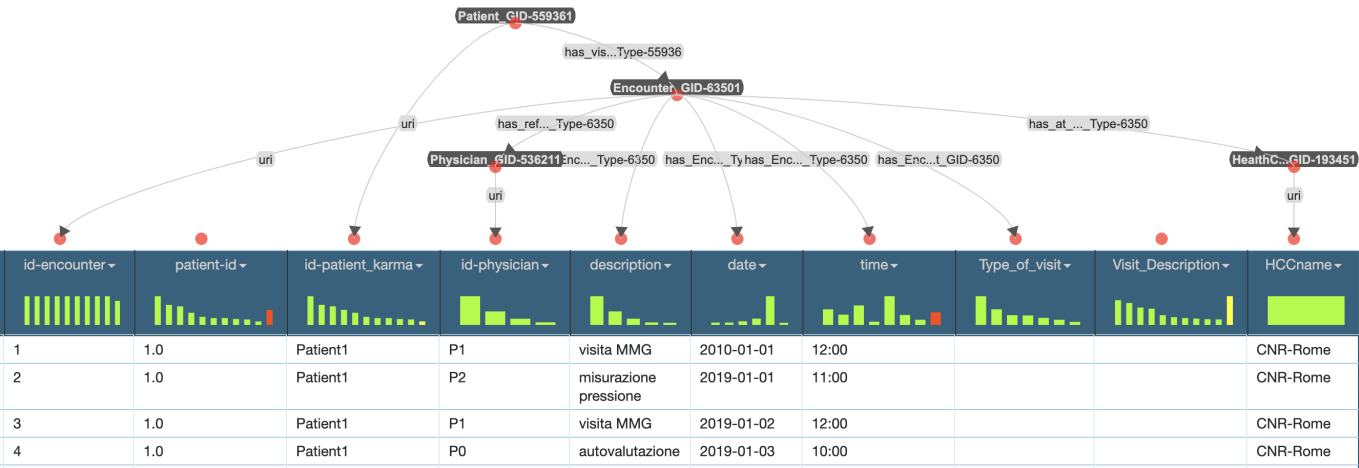 Patient_GID-559361
has_vis...Type-55936
Encounter_GID-63501
uri
has_ref..._Type-6350
has_at_..._Type-6350
uri
Physician_GID-536211
Enc..._Type-6350
has_Enc..._Ty
has_Enc..._Type-6350
has_Enc...t_GID-6350
HealthC...GID-193451
uri
uri
id-encounter patient-id id-patient_karma id-physician description date time Type_of_visit Visit_Description HCCname
1 1.0 Patient1 P1 visita MMG 2010-01-01 12:00 CNR-Rome
2 1.0 Patient1 P2 misurazione 2019-01-01 11:00 CNR-Rome
pressione
3 1.0 Patient1 P1 visita MMG 2019-01-02 12:00 CNR-Rome
4 1.0 Patient1 P0 autovalutazione 2019-01-03 10:00 CNR-Rome